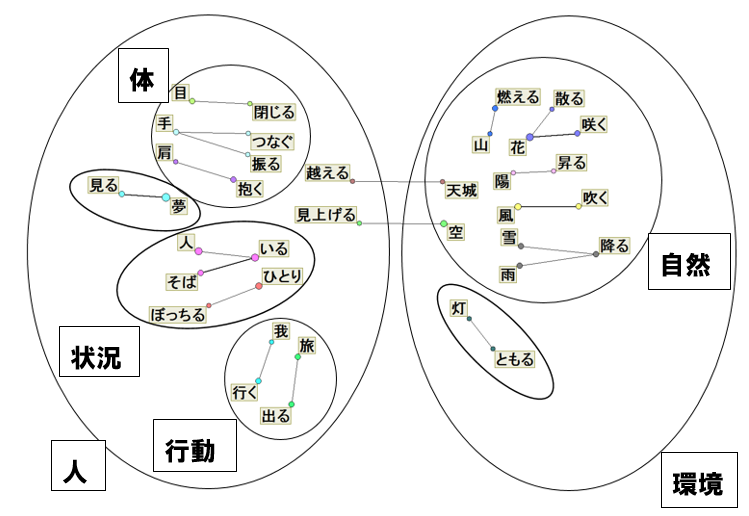 体
目
閉じる
手
つなぐ
振る
肩
抱く
見る
夢
人
いる
そば
ひとり
ぼっちる
状況
我
旅
行く
出る
行動
人
越える
天城
見上げる
空
燃える
山
散る
花
咲く
陽
昇る
風
吹く
雪
降る
雨
自然
灯
ともる
環境